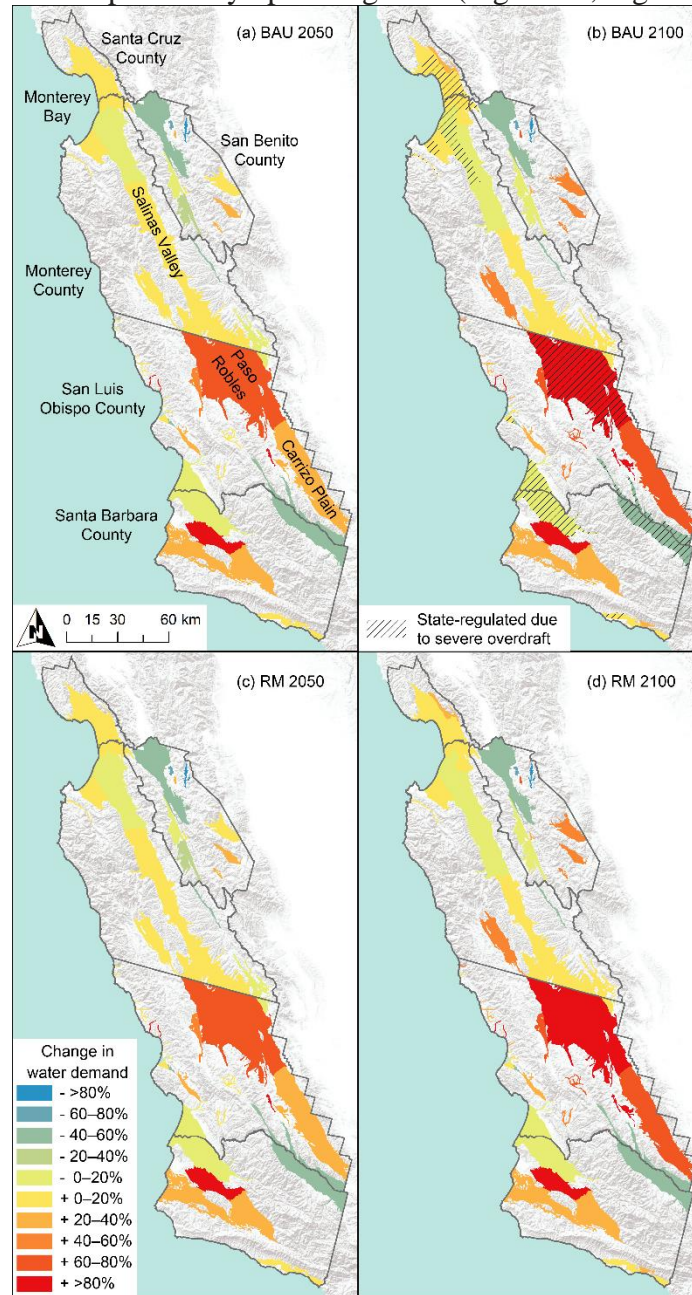 (a) BAU 2050
Santa Cruz
County
Monterey
Bay
San Benito
County
Salinas Valley
Monterey
County
Paso
Robles
San Luis
Obispo County
Carrizo Plain
Santa Barbara
County
N
0 15 30 60 km
(b) BAU 2100
State-regulated due
to severe overdraft
(c) RM 2050
(d) RM 2100
Change in
water demand
- >80%
- 60–80%
- 40–60%
- 20–40%
- 0–20%
+ 0–20%
+ 20–40%
+ 40–60%
+ 60–80%
+ >80%